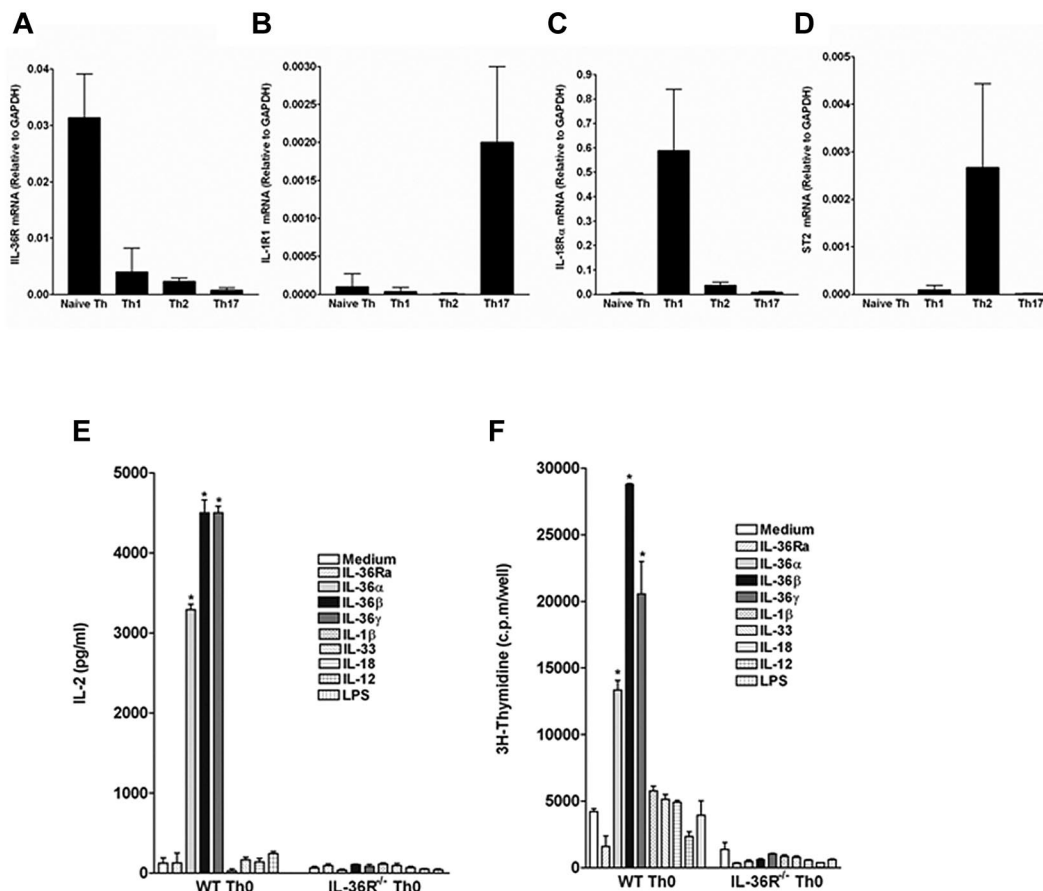 A
IIL-36R mRNA (Relative to GAPDH)
0.04
0.03
0.02
0.01
0.00
Naive Th Th1 Th2 Th17
B
IL-1R1 mRNA (Relative to GAPDH)
0.0030
0.0025
0.0020
0.0015
0.0010
0.0005
0.0000
Naive Th Th1 Th2 Th17
C
IL-18Rα mRNA (Relative to GAPDH)
0.9
0.8
0.7
0.6
0.5
0.4
0.3
0.2
0.1
0.0
Naive Th Th1 Th2 Th17
D
ST2 mRNA (Relative to GAPDH)
0.005
0.004
0.003
0.002
0.001
0.000
Naive Th Th1 Th2 Th17
E
IL-2 (pg/ml)
5000
4000
3000
2000
1000
0
* * *
Medium
IL-36Ra
IL-36α
IL-36β
IL-36γ
IL-1β
IL-33
IL-18
IL-12
LPS
WT Th0 IL-36R-/- Th0
F
3H-Thymidine (c.p.m/well)
30000
25000
20000
15000
10000
5000
0
* * *
Medium
IL-36Ra
IL-36α
IL-36β
IL-36γ
IL-1β
IL-33
IL-18
IL-12
LPS
WT Th0 IL-36R-/- Th0